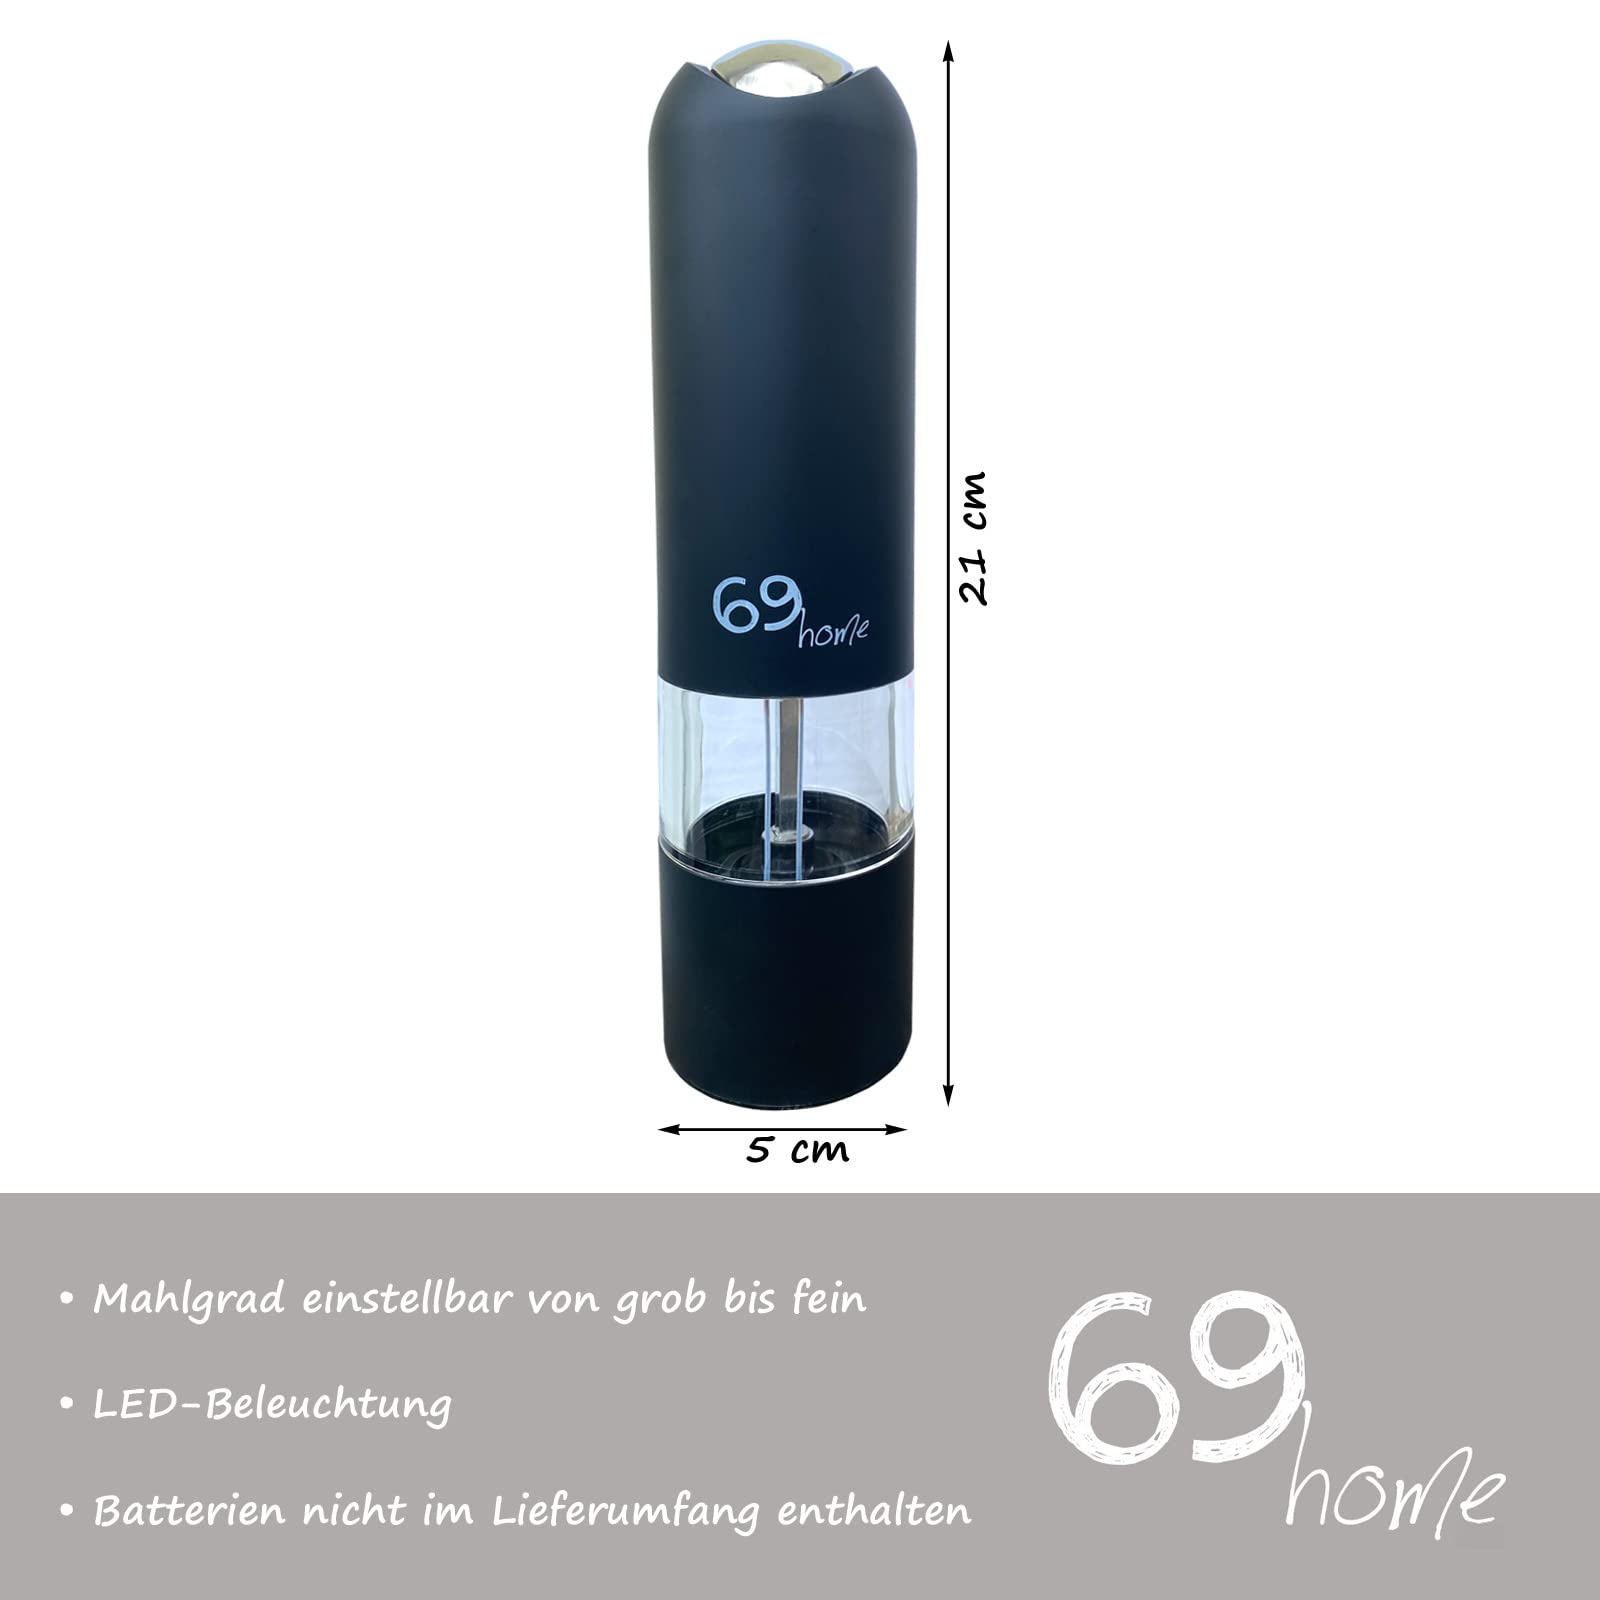 69
home
21 cm
5 cm
• Mahlgrad einstellbar von grob bis fein
• LED-Beleuchtung
• Batterien nicht im Lieferumfang enthalten
69
home